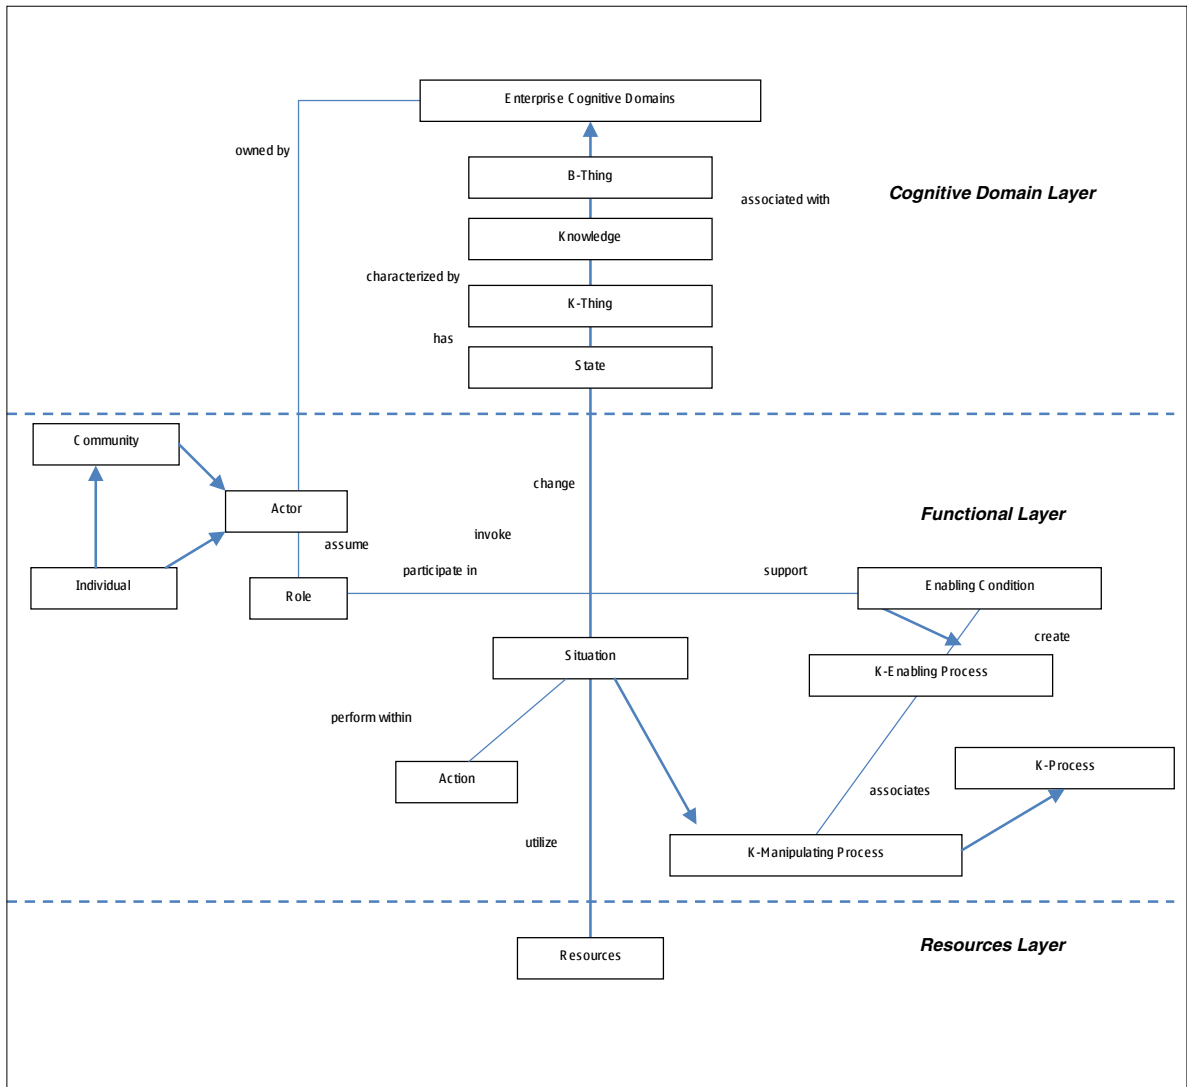 Enterprise Cognitive Domains
owned by
B-Thing
associated with
Cognitive Domain Layer
Knowledge
characterized by
K-Thing
has
State
Community
change
Actor
Functional Layer
invoke
assume
participate in
support
Individual
Role
Enabling Condition
create
Situation
K-Enabling Process
perform within
Action
K-Process
associates
utilize
K-Manipulating Process
Resources Layer
Resources